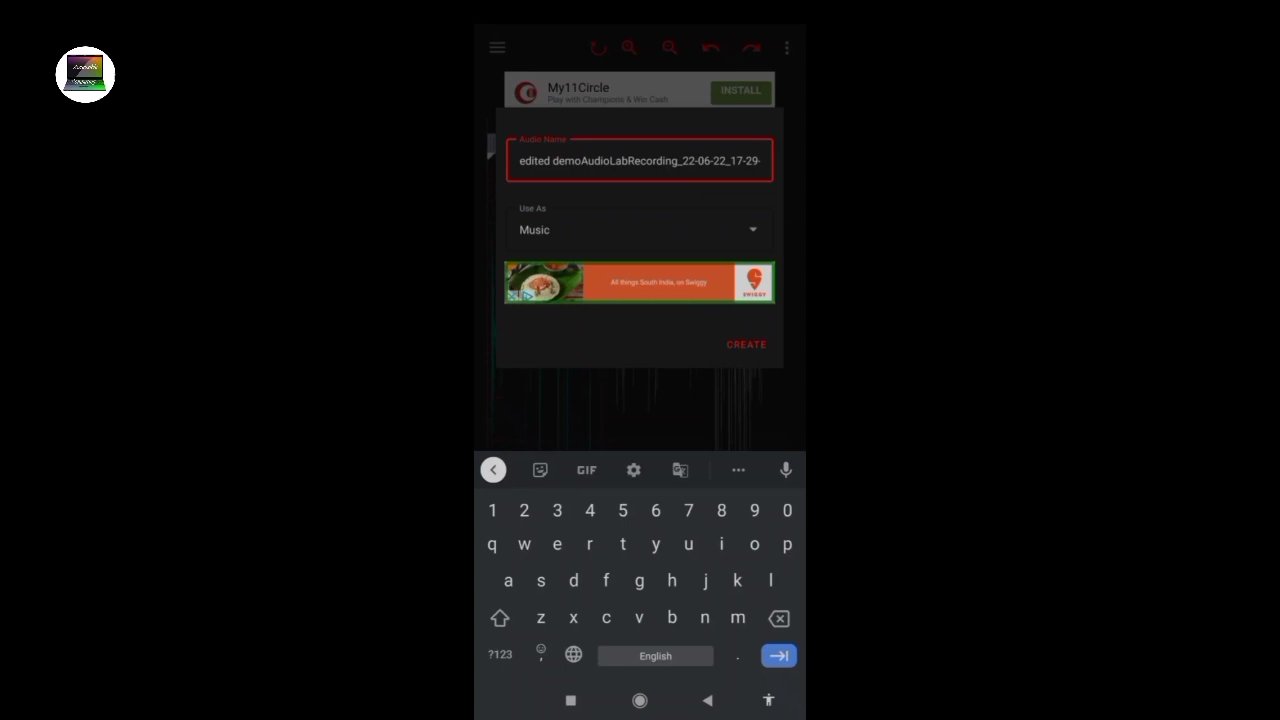 My11Circle
Play with Champions & Win Cash
INSTALL
Audio Name
edited demoAudioLabRecording_22-06-22_17-29-
Use As
Music
All things South India, on Swiggy
SWIGGY
CREATE
GIF
1 2 3 4 5 6 7 8 9 0
q w e r t y u i o p
a s d f g h j k l
z x c v b n m
?123 , English .